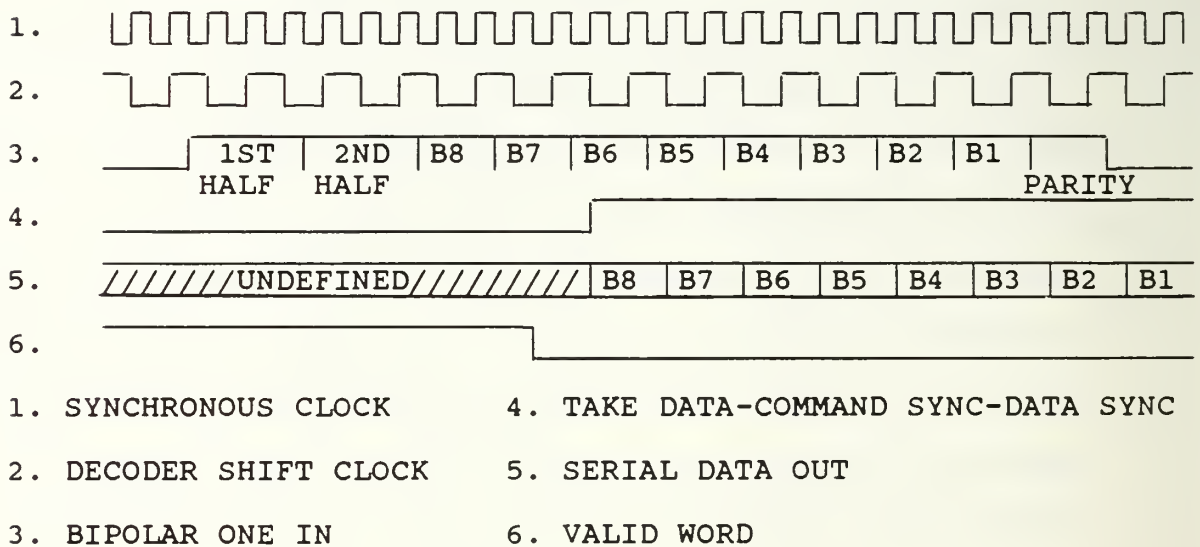 1.
2.
3. 1ST 2ND B8 B7 B6 B5 B4 B3 B2 B1
HALF HALF PARITY
4.
5. ///////UNDEFINED///////// B8 B7 B6 B5 B4 B3 B2 B1
6.
1. SYNCHRONOUS CLOCK 4. TAKE DATA-COMMAND SYNC-DATA SYNC
2. DECODER SHIFT CLOCK 5. SERIAL DATA OUT
3. BIPOLAR ONE IN 6. VALID WORD